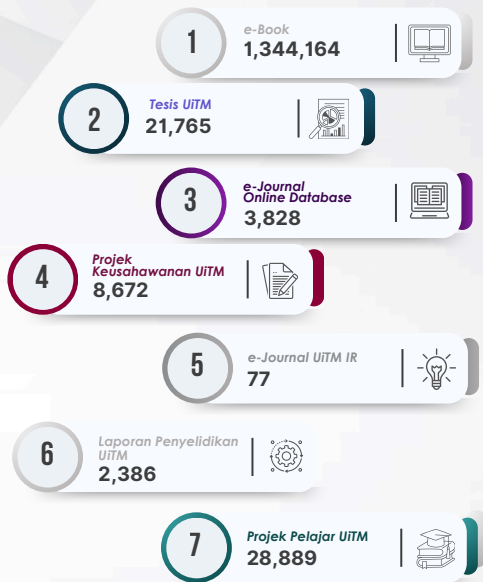 1
e-Book
1,344,164
2
Tesis UiTM
21,765
3
e-Journal
Online Database
3,828
4
Projek
Keusahawanan UiTM
8,672
5
e-Journal UiTM IR
77
6
Laporan Penyelidikan
UiTM
2,386
7
Projek Pelajar UiTM
28,889